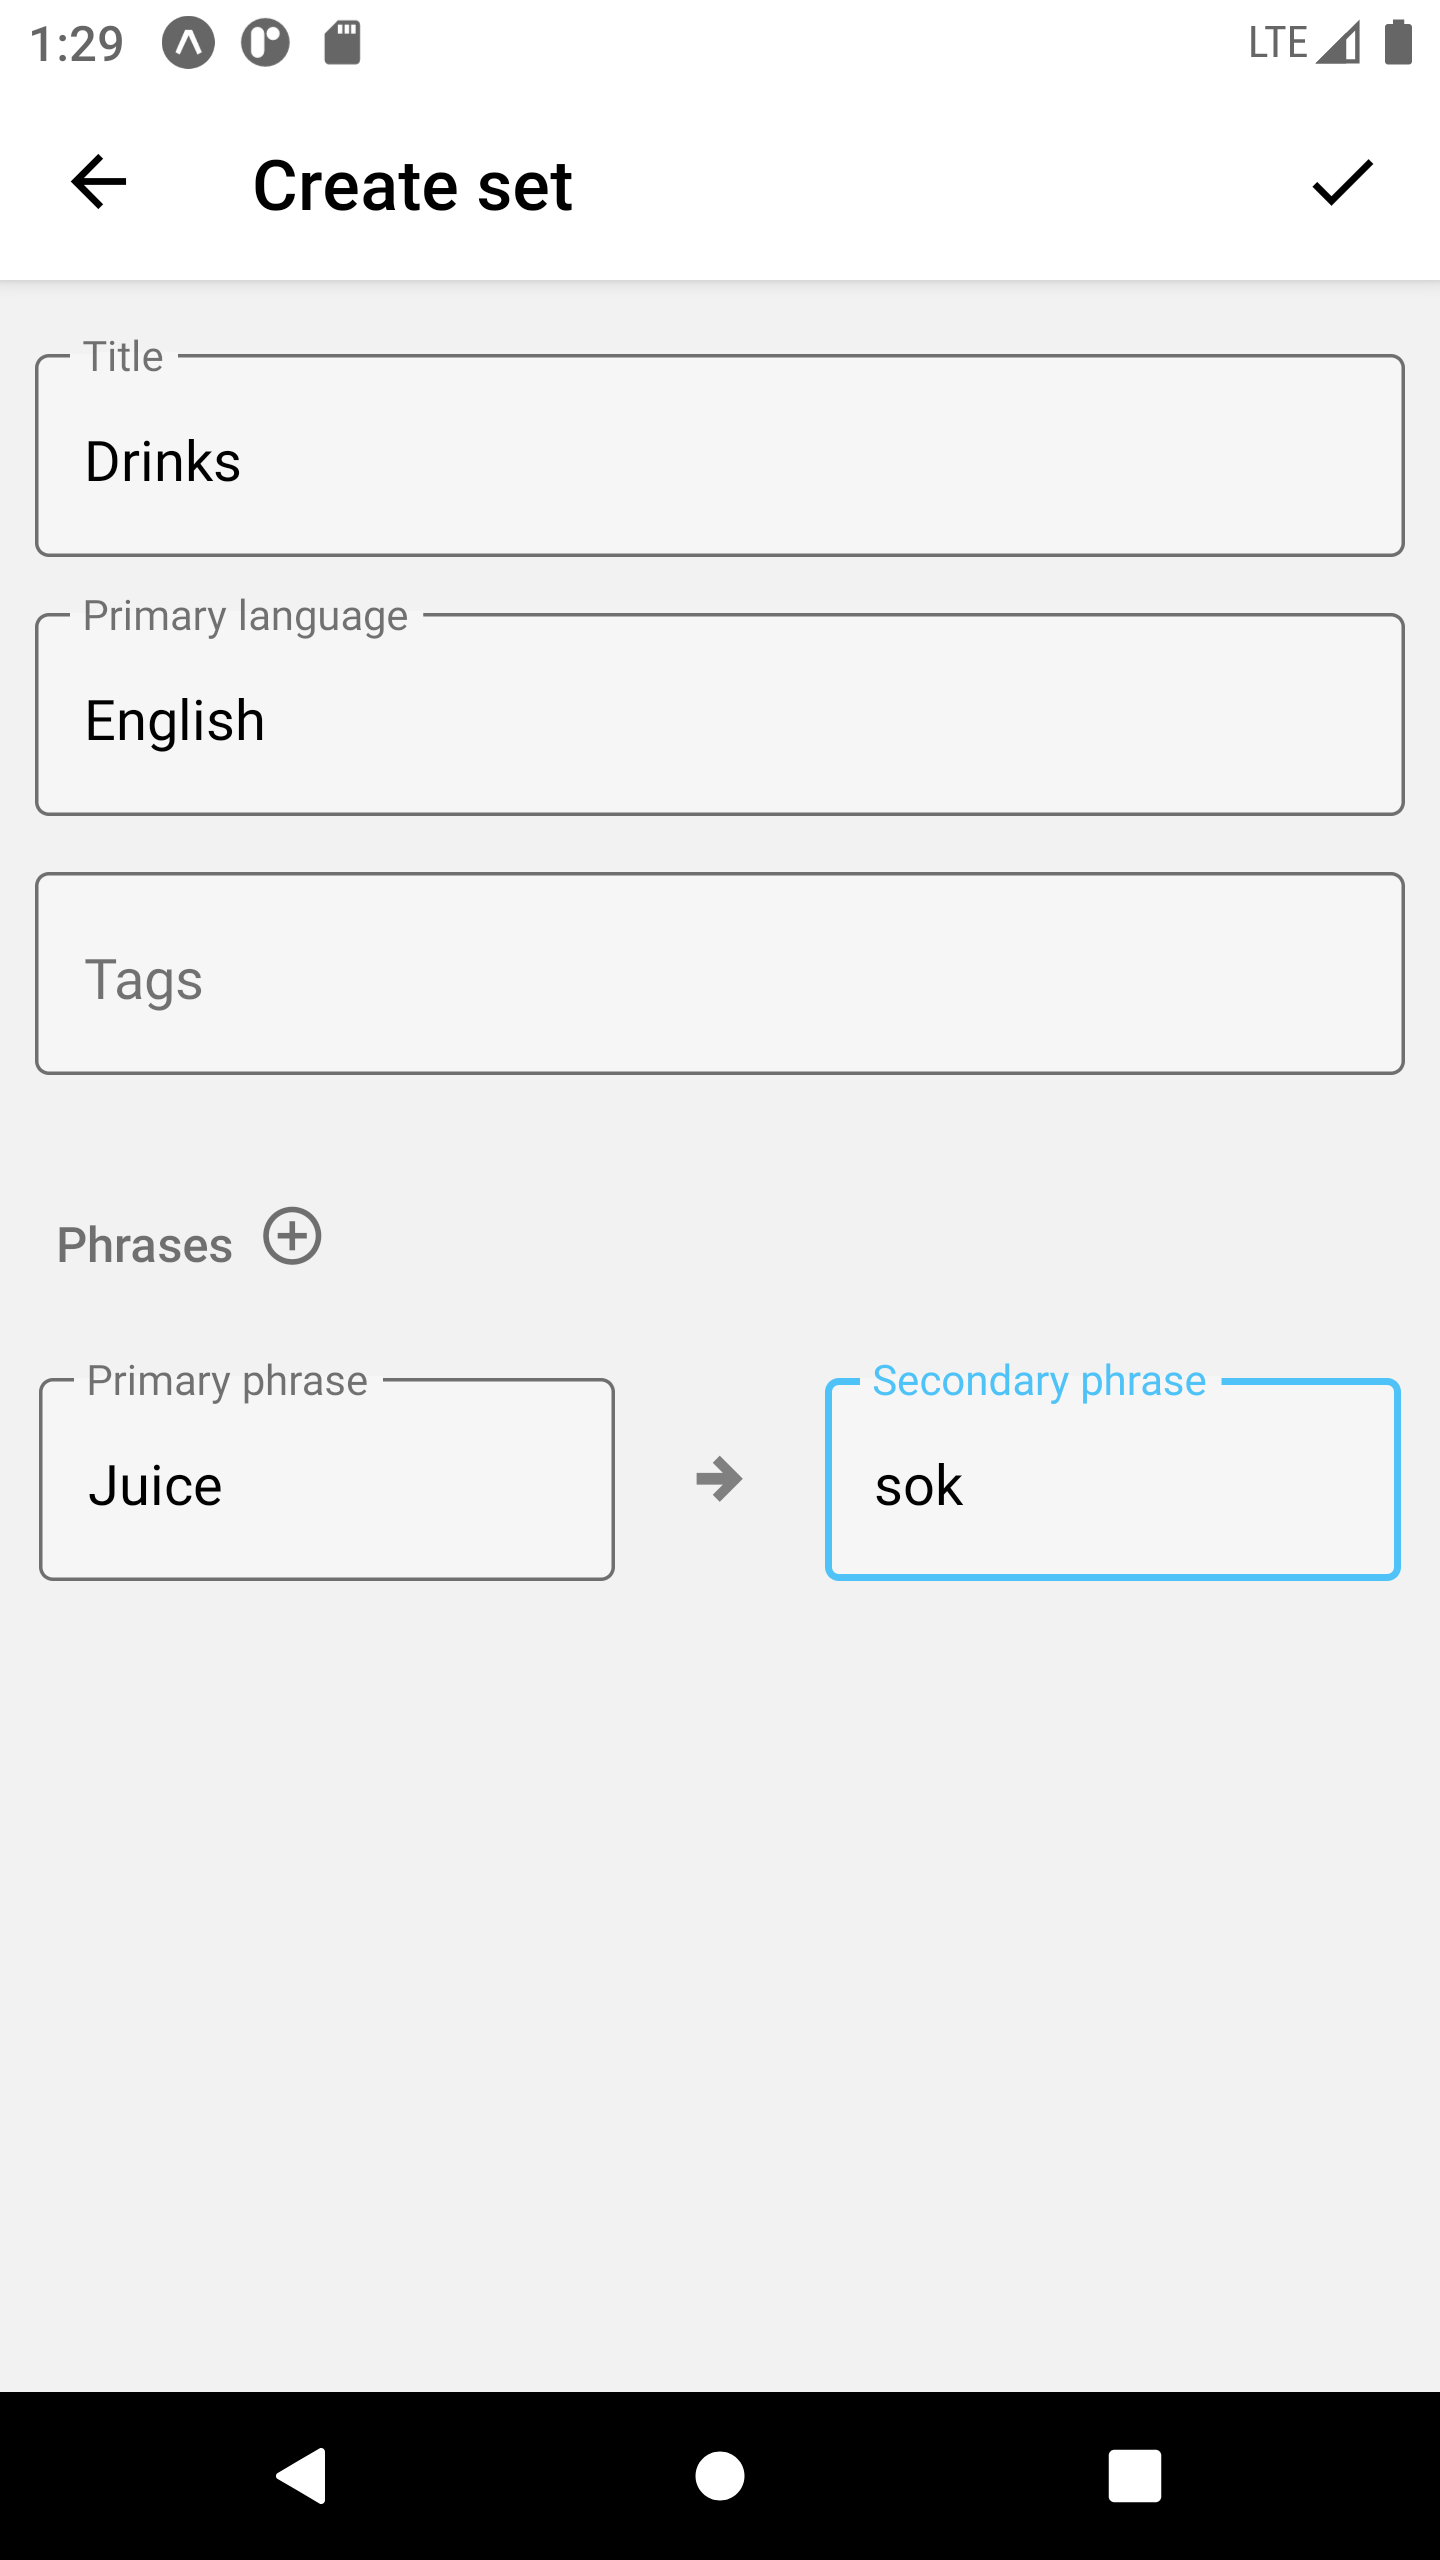 1:29
LTE
Create set
Title
Drinks
Primary language
English
Tags
Phrases
Primary phrase
Juice
Secondary phrase
sok